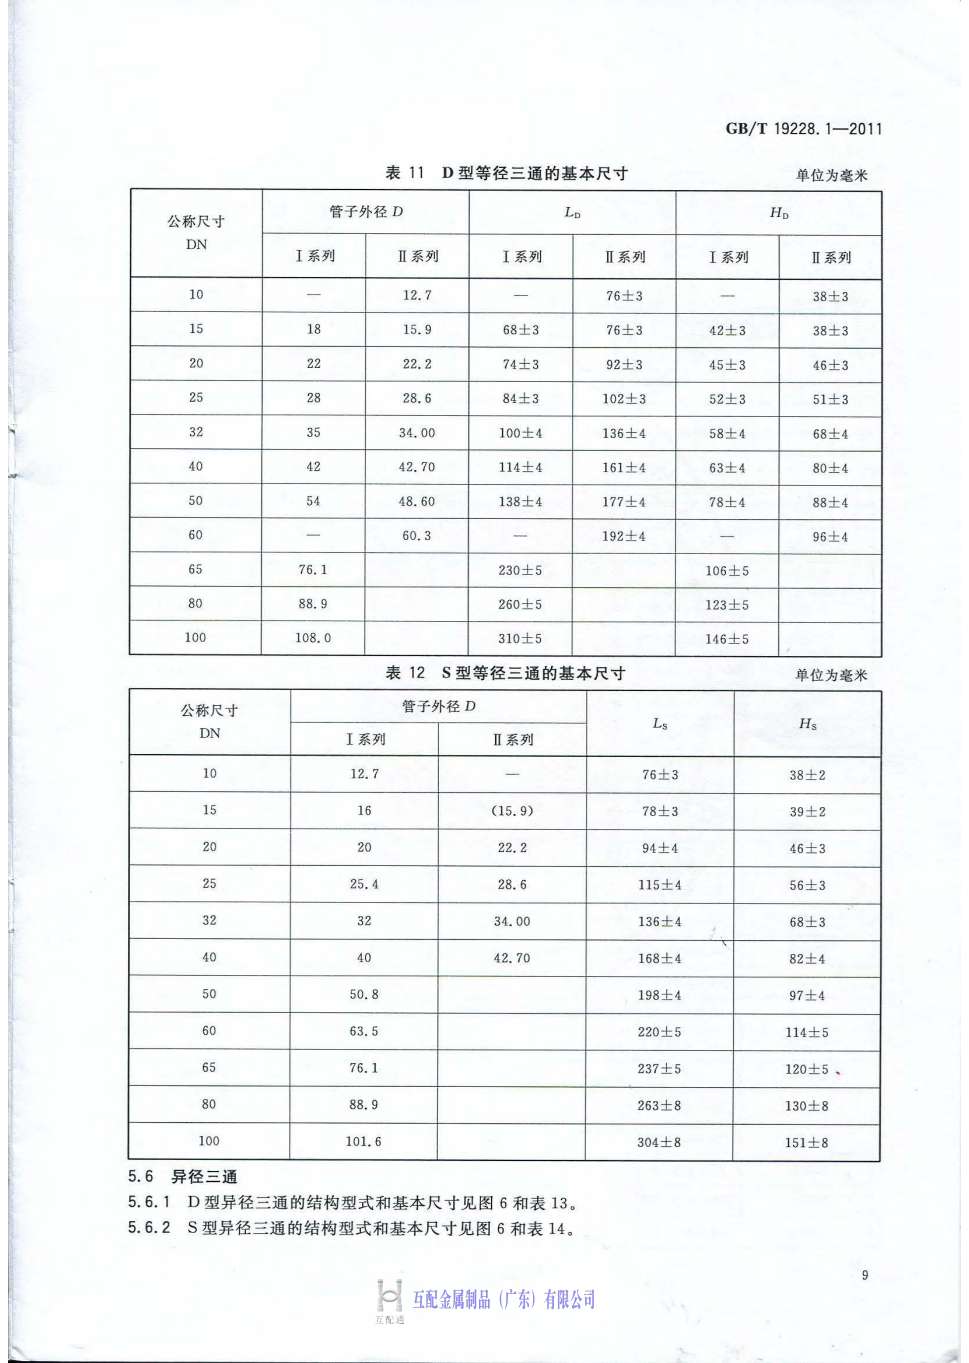 GB/T 19228.1—2011
表 11 D 型等径三通的基本尺寸 单位为毫米
公称尺寸 DN 管子外径 D L_D H_D
Ⅰ系列 Ⅱ系列 Ⅰ系列 Ⅱ系列 Ⅰ系列 Ⅱ系列
10 — 12.7 — 76±3 — 38±3
15 18 15.9 68±3 76±3 42±3 38±3
20 22 22.2 74±3 92±3 45±3 46±3
25 28 28.6 84±3 102±3 52±3 51±3
32 35 34.00 100±4 136±4 58±4 68±4
40 42 42.70 114±4 161±4 63±4 80±4
50 54 48.60 138±4 177±4 78±4 88±4
60 — 60.3 — 192±4 — 96±4
65 76.1 230±5 106±5
80 88.9 260±5 123±5
100 108.0 310±5 146±5
表 12 S 型等径三通的基本尺寸 单位为毫米
公称尺寸 DN 管子外径 D L_S H_S
Ⅰ系列 Ⅱ系列
10 12.7 — 76±3 38±2
15 16 (15.9) 78±3 39±2
20 20 22.2 94±4 46±3
25 25.4 28.6 115±4 56±3
32 32 34.00 136±4 68±3
40 40 42.70 168±4 82±4
50 50.8 198±4 97±4
60 63.5 220±5 114±5
65 76.1 237±5 120±5
80 88.9 263±8 130±8
100 101.6 304±8 151±8
5.6 异径三通
5.6.1 D 型异径三通的结构型式和基本尺寸见图 6 和表 13。
5.6.2 S 型异径三通的结构型式和基本尺寸见图 6 和表 14。
9
互配金属制品（广东）有限公司
互配通